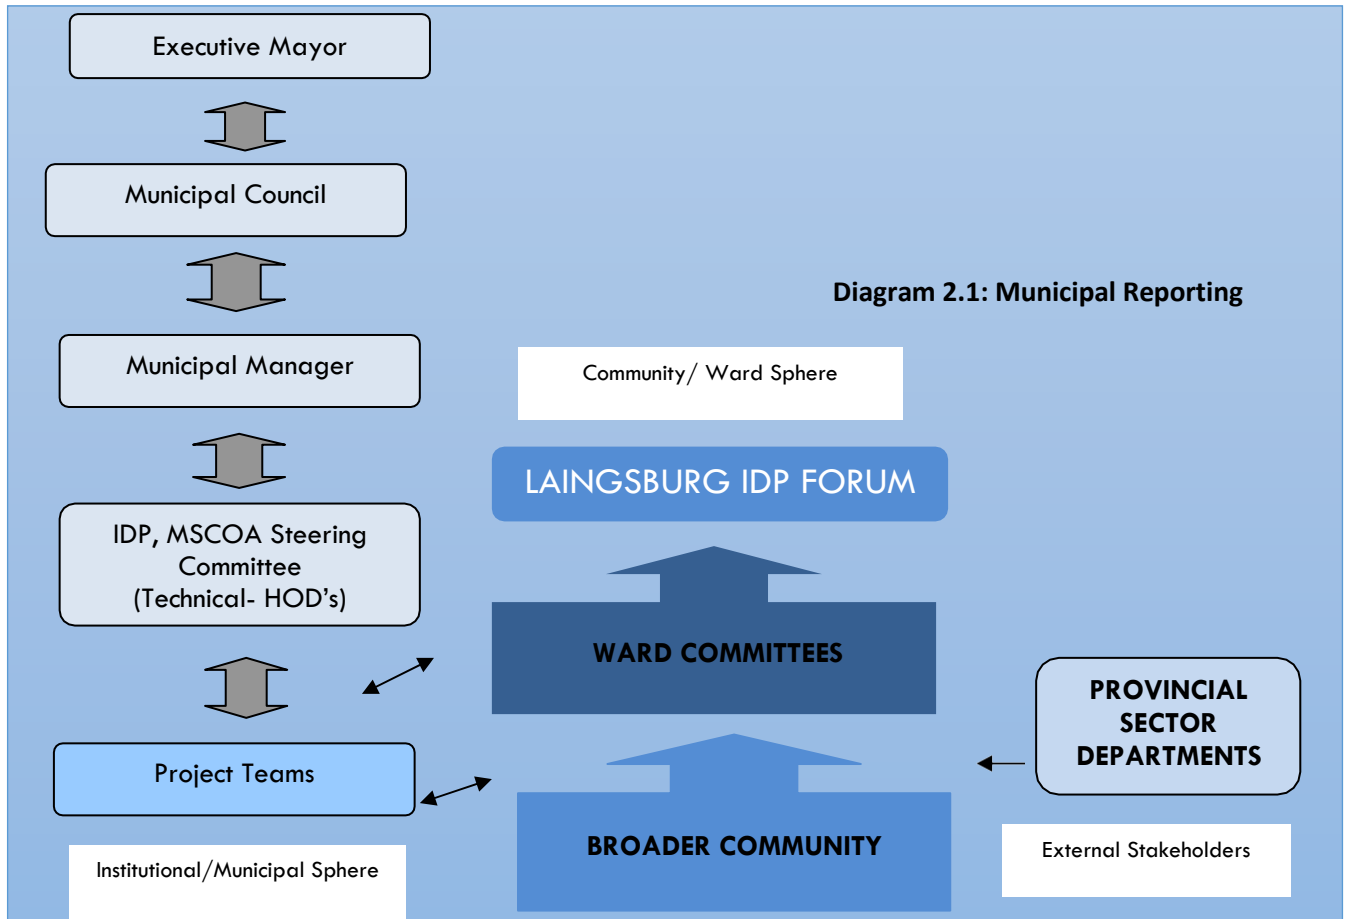 Executive Mayor
Municipal Council
Diagram 2.1: Municipal Reporting
Municipal Manager
Community/ Ward Sphere
LAINGSBURG IDP FORUM
IDP, MSCOA Steering
Committee
(Technical- HOD's)
WARD COMMITTEES
PROVINCIAL
SECTOR
DEPARTMENTS
Project Teams
BROADER COMMUNITY
External Stakeholders
Institutional/Municipal Sphere